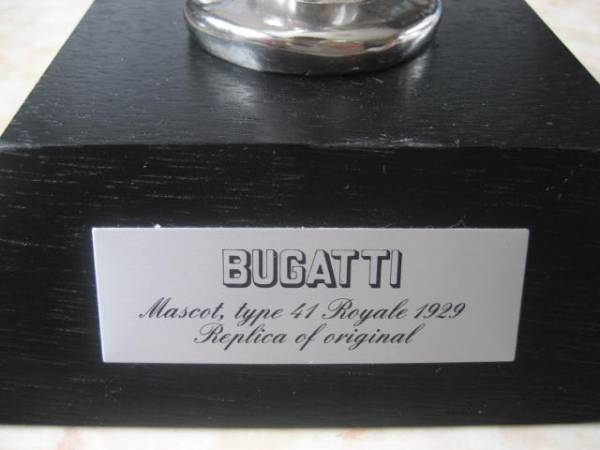 BUGATTI
Mascot, type 41 Royale 1929
Replica of original